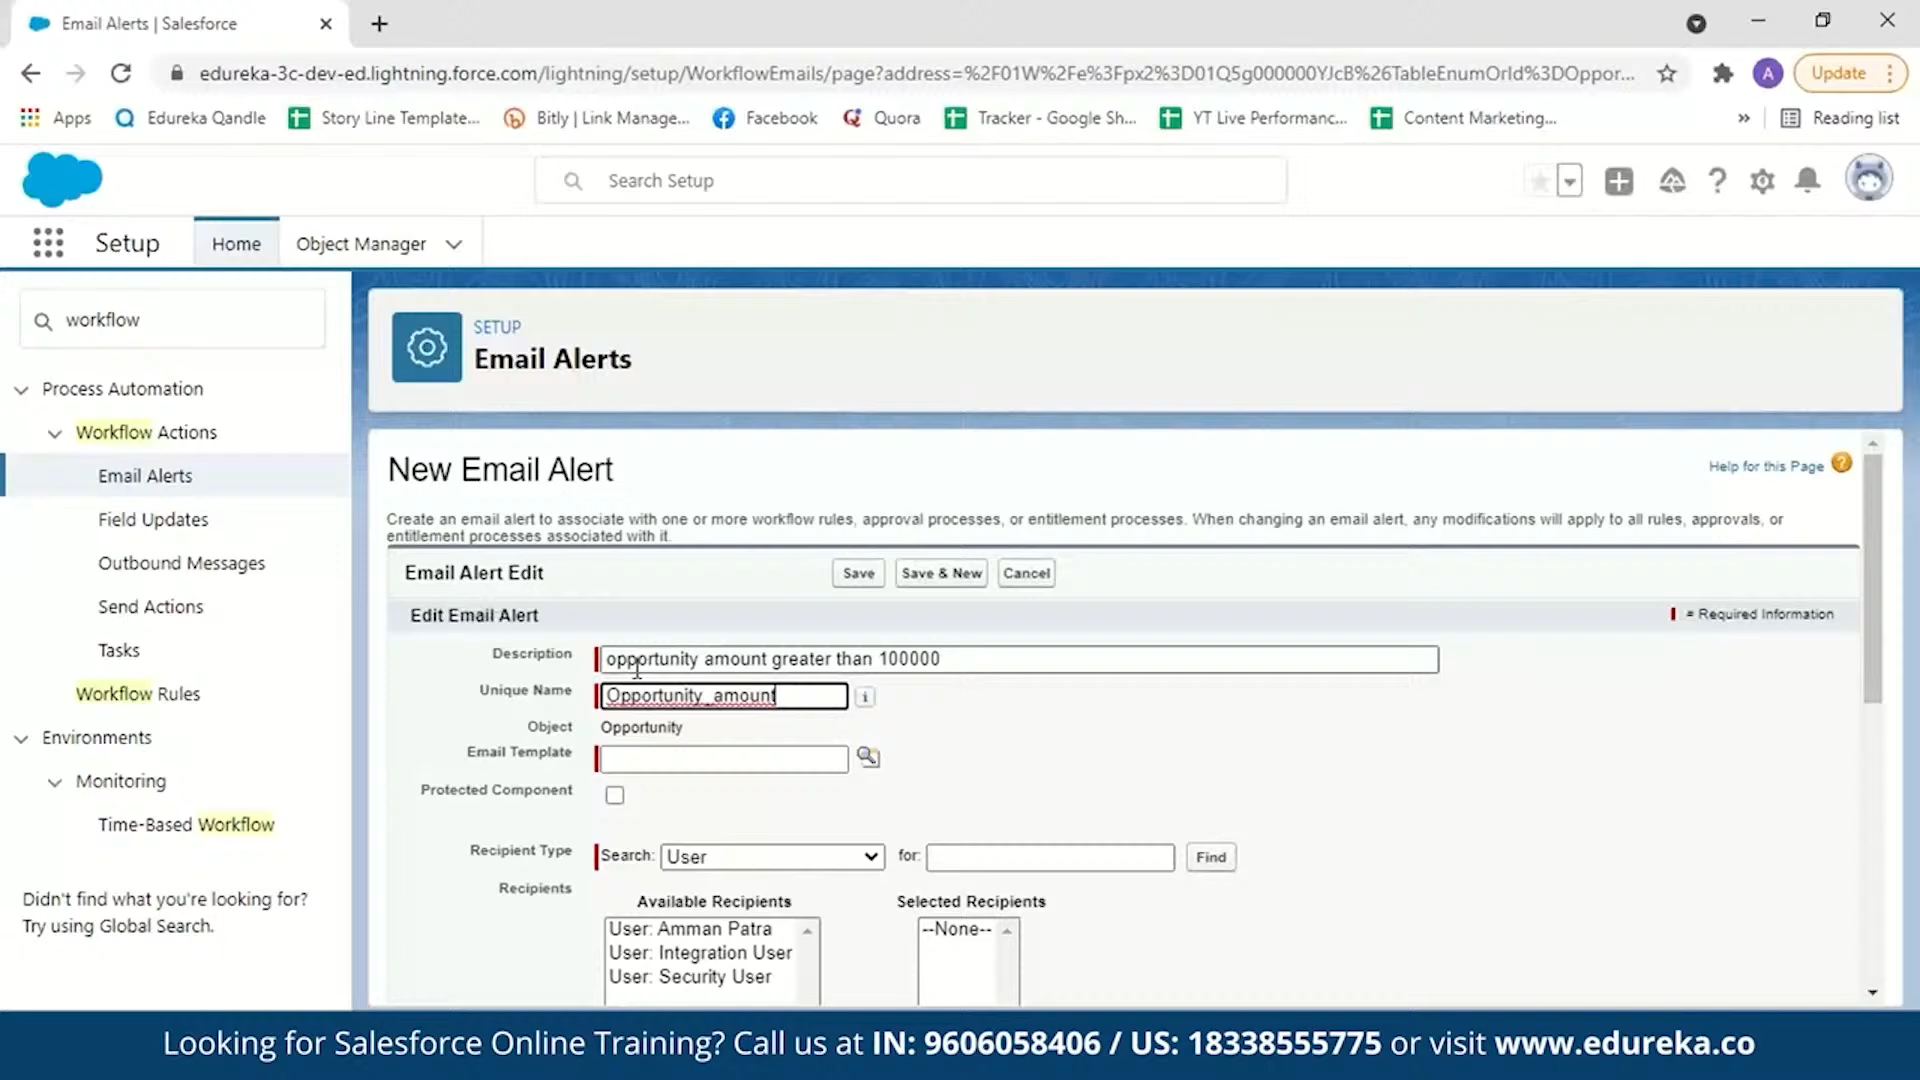 Email Alerts | Salesforce
edureka-3c-dev-ed.lightning.force.com/lightning/setup/WorkflowEmails/page?address=%2F01W%2Fe%3Fpx2%3D01Q5g000000YJcB%26TableEnumOrId%3DOppor...
A
Update
Apps
Edureka Qandle
Story Line Template...
Bitly | Link Manage...
Facebook
Quora
Tracker - Google Sh...
YT Live Performanc...
Content Marketing...
»
Reading list
Search Setup
Setup
Home
Object Manager
workflow
Process Automation
Workflow Actions
Email Alerts
Field Updates
Outbound Messages
Send Actions
Tasks
Workflow Rules
Environments
Monitoring
Time-Based Workflow
Didn't find what you're looking for?
Try using Global Search.
SETUP
Email Alerts
New Email Alert
Help for this Page ?
Create an email alert to associate with one or more workflow rules, approval processes, or entitlement processes. When changing an email alert, any modifications will apply to all rules, approvals, or
entitlement processes associated with it.
Email Alert Edit
Save
Save & New
Cancel
Edit Email Alert
= Required Information
Description
opportunity amount greater than 100000
Unique Name
Opportunity_amount
i
Object
Opportunity
Email Template
Protected Component
Recipient Type
Search: User
for:
Find
Recipients
Available Recipients
Selected Recipients
User: Amman Patra
User: Integration User
User: Security User
--None--
Looking for Salesforce Online Training? Call us at IN: 9606058406 / US: 18338555775 or visit www.edureka.co